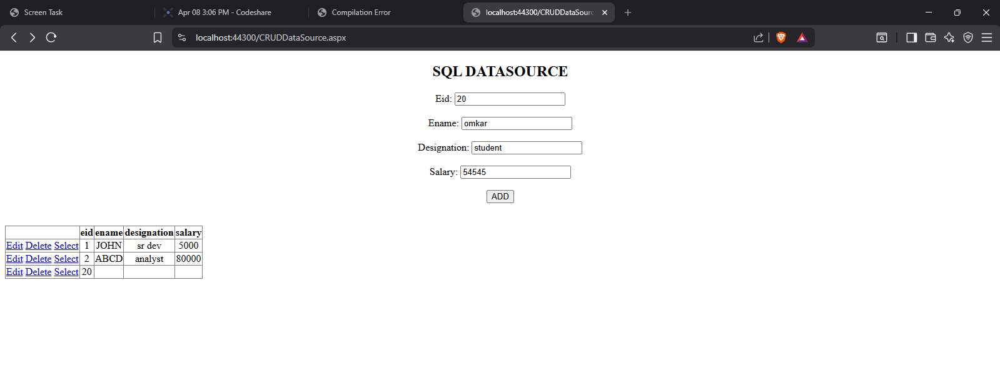 Screen Task
Apr 08 3:06 PM - Codeshare
Compilation Error
localhost:44300/CRUDDataSourc
localhost:44300/CRUDDataSource.aspx
SQL DATASOURCE
Eid: 20
Ename: omkar
Designation: student
Salary: 54545
ADD
eid ename designation salary
Edit Delete Select 1 JOHN sr dev 5000
Edit Delete Select 2 ABCD analyst 80000
Edit Delete Select 20